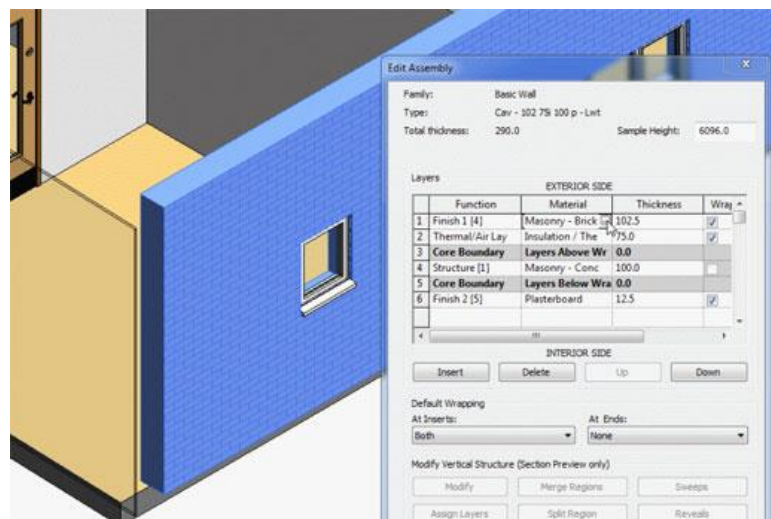 Edit Assembly
x
Family: Basic Wall
Type: Cav - 102 75i 100 p - Lwt
Total thickness: 290.0 Sample Height: 6096.0
Layers
EXTERIOR SIDE
Function Material Thickness Wrap
1 Finish 1 [4] Masonry - Brick 102.5
2 Thermal/Air Lay Insulation / The 75.0
3 Core Boundary Layers Above Wr 0.0
4 Structure [1] Masonry - Conc 100.0
5 Core Boundary Layers Below Wra 0.0
6 Finish 2 [5] Plasterboard 12.5
INTERIOR SIDE
Insert Delete Up Down
Default Wrapping
At Inserts: At Ends:
Both None
Modify Vertical Structure (Section Preview only)
Modify Merge Regions Sweeps
Assign Layers Split Region Reveals